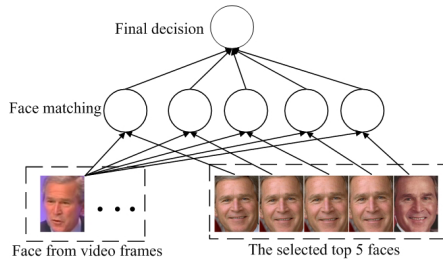 Final decision
Face matching
Face from video frames
The selected top 5 faces